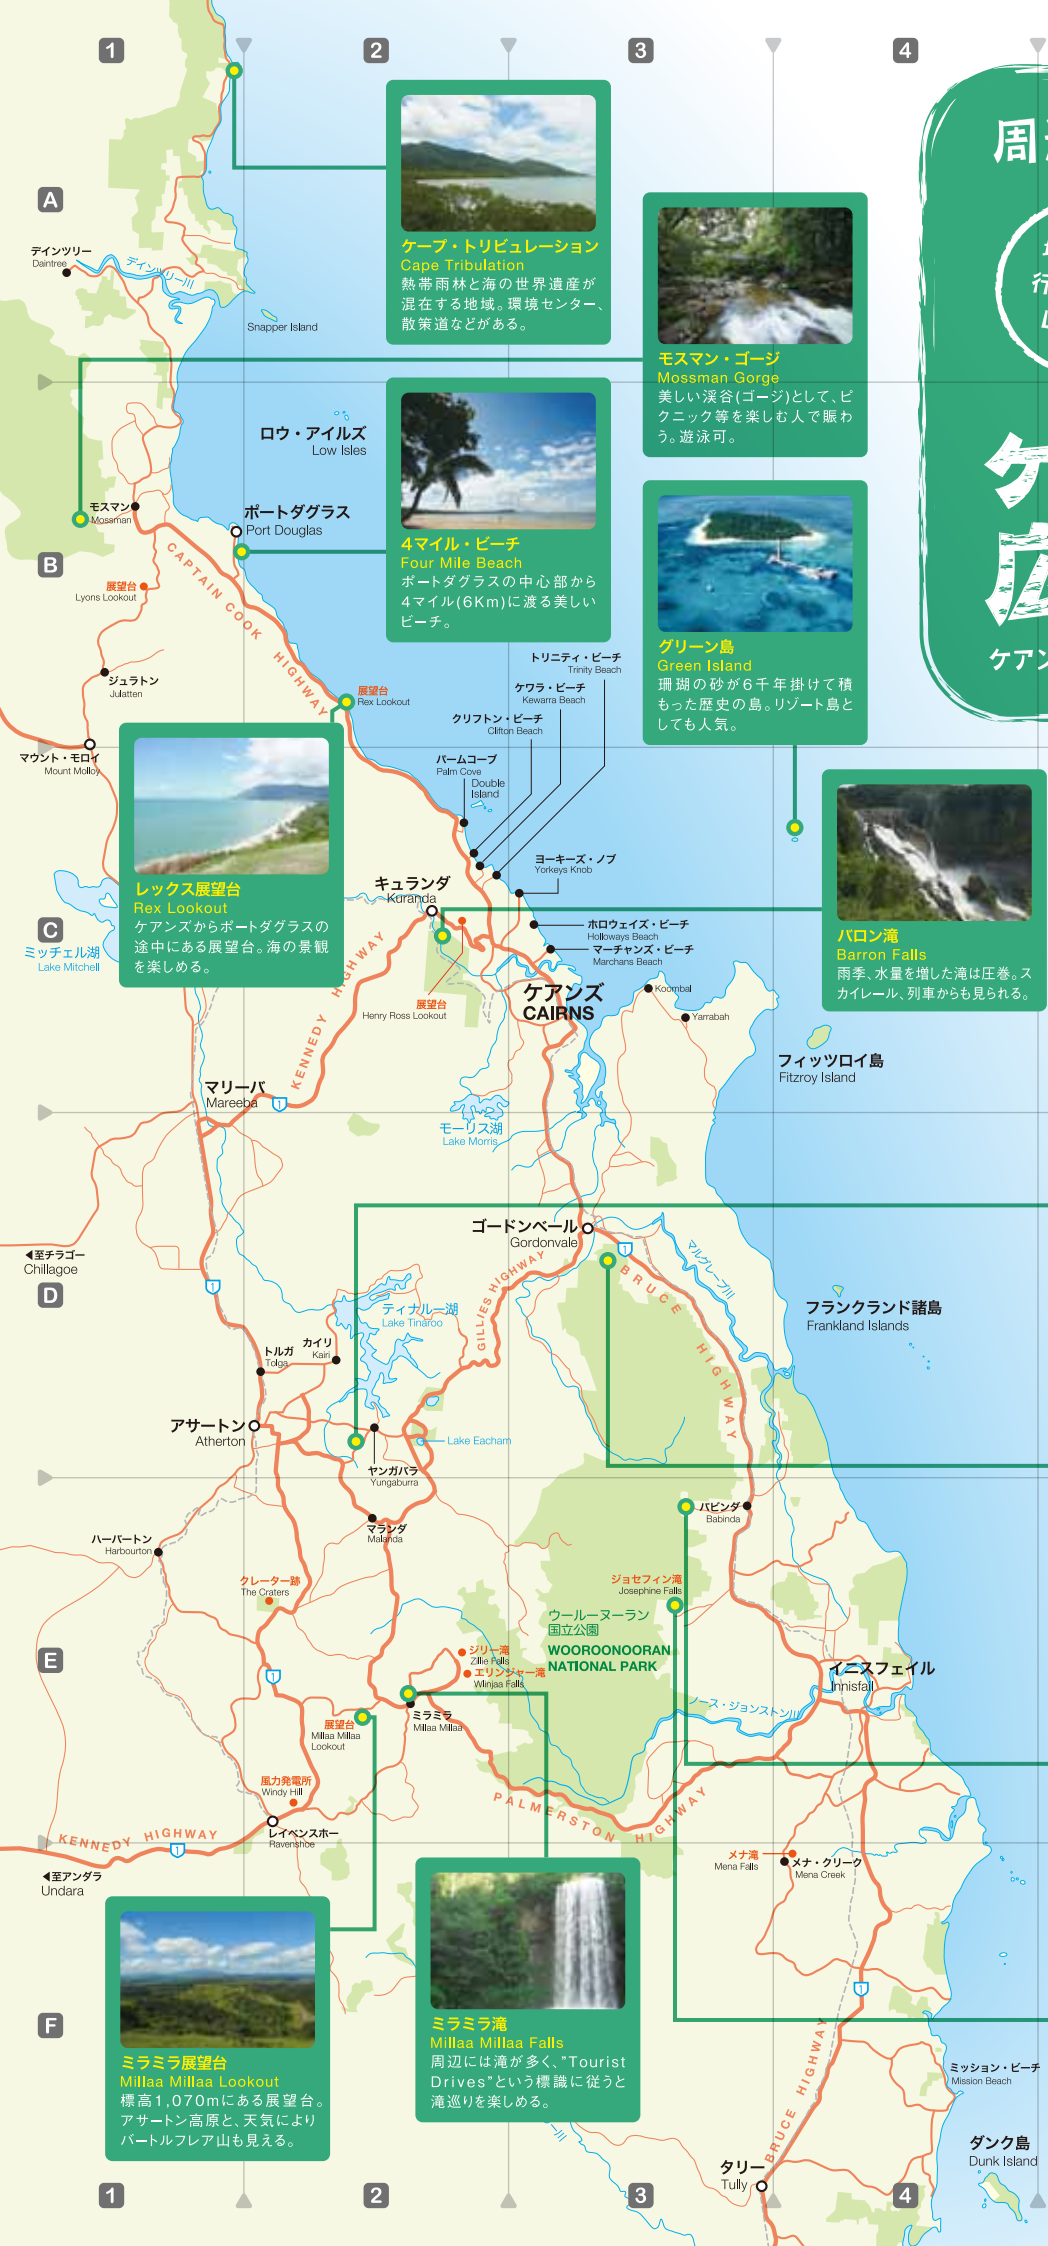 1
2
3
4
A
B
C
D
E
F
周
行
ケアン
ケープ・トリビュレーション
Cape Tribulation
熱帯雨林と海の世界遺産が
混在する地域。環境センター、
散策道などがある。
モスマン・ゴージ
Mossman Gorge
美しい渓谷(ゴージ)として、ピ
クニック等を楽しむ人で賑わ
う。遊泳可。
デインツリー
Daintree
デインツリー川
Snapper Island
ロウ・アイルズ
Low Isles
4マイル・ビーチ
Four Mile Beach
ポートダグラスの中心部から
4マイル(6Km)に渡る美しい
ビーチ。
モスマン
Mossman
ポートダグラス
Port Douglas
CAPTAIN COOK HIGHWAY
展望台
Lyons Lookout
グリーン島
Green Island
珊瑚の砂が6千年掛けて積
もった歴史の島。リゾート島と
しても人気。
ジュラトン
Julatten
展望台
Rex Lookout
トリニティ・ビーチ
Trinity Beach
ケワラ・ビーチ
Kewarra Beach
クリフトン・ビーチ
Clifton Beach
パームコーブ
Palm Cove
Double
Island
マウント・モロイ
Mount Molloy
レックス展望台
Rex Lookout
ケアンズからポートダグラスの
途中にある展望台。海の景観
を楽しめる。
ヨーキーズ・ノブ
Yorkeys Knob
キュランダ
Kuranda
ホロウェイズ・ビーチ
Holloways Beach
マーチャンズ・ビーチ
Marchans Beach
バロン滝
Barron Falls
雨季、水量を増した滝は圧巻。ス
カイレール、列車からも見られる。
ミッチェル湖
Lake Mitchell
KENNEDY HIGHWAY
展望台
Henry Ross Lookout
ケアンズ
CAIRNS
Koombal
Yarrabah
フィッツロイ島
Fitzroy Island
マリーバ
Mareeba
1
モーリス湖
Lake Morris
ゴードンベール
Gordonvale
1
BRUCE HIGHWAY
マルグレーブ川
◀至チラゴー
Chillagoe
1
ティナルー湖
Lake Tinaroo
GILLIES HIGHWAY
フランクランド諸島
Frankland Islands
トルガ
Tolga
カイリ
Kairi
アサートン
Atherton
Lake Eacham
ヤンガバラ
Yungaburra
マランダ
Malanda
バビンダ
Babinda
ハーバートン
Harbourton
クレーター跡
The Craters
ジョセフィン滝
Josephine Falls
ウールーヌーラン
国立公園
WOOROONOORAN
NATIONAL PARK
ジリー滝
Zillie Falls
エリンジャー滝
Wlinjaa Falls
1
イースフェイル
Innisfail
ノース・ジョンストン川
ミラミラ
Millaa Millaa
展望台
Millaa Millaa
Lookout
風力発電所
Windy Hill
レイベンスホー
Ravenshoe
KENNEDY HIGHWAY
1
PALMERSTON HIGHWAY
メナ滝
Mena Falls
メナ・クリーク
Mena Creek
◀至アンダラ
Undara
ミラミラ展望台
Millaa Millaa Lookout
標高1,070mにある展望台。
アサートン高原と、天気により
バートルフレア山も見える。
ミラミラ滝
Millaa Millaa Falls
周辺には滝が多く、"Tourist
Drives"という標識に従うと
滝巡りを楽しめる。
1
BRUCE HIGHWAY
ミッション・ビーチ
Mission Beach
タリー
Tully
ダンク島
Dunk Island
1
2
3
4